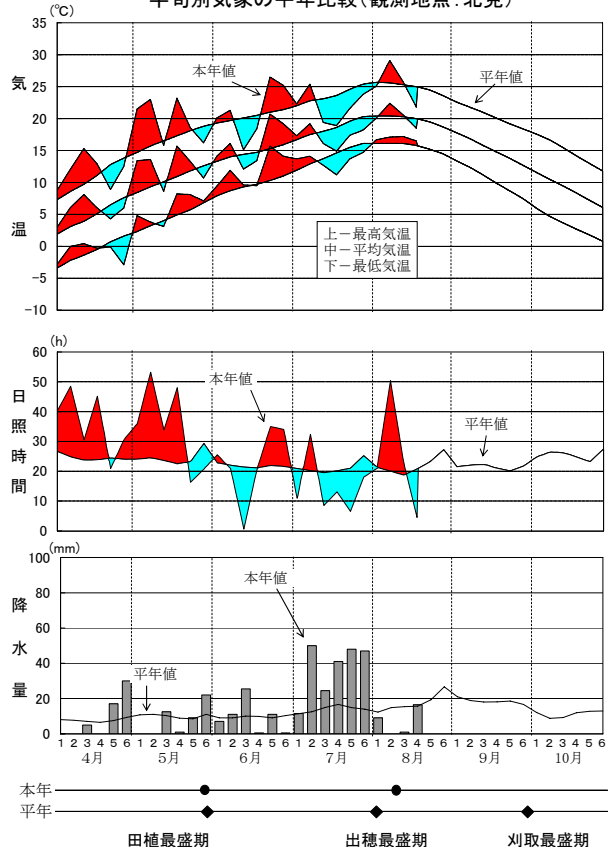 半旬別気象の平年比較(観測地点:北見)
(℃)
35
30
25
20
15
10
5
0
-5
-10
気
温
本年値
平年値
上-最高気温
中-平均気温
下-最低気温
(h)
60
50
40
30
20
10
0
日
照
時
間
本年値
平年値
(mm)
100
80
60
40
20
0
降
水
量
本年値
平年値
1 2 3 4 5 6 1 2 3 4 5 6 1 2 3 4 5 6 1 2 3 4 5 6 1 2 3 4 5 6 1 2 3 4 5 6 1 2 3 4 5 6
4月 5月 6月 7月 8月 9月 10月
本年
平年
田植最盛期 出穂最盛期 刈取最盛期